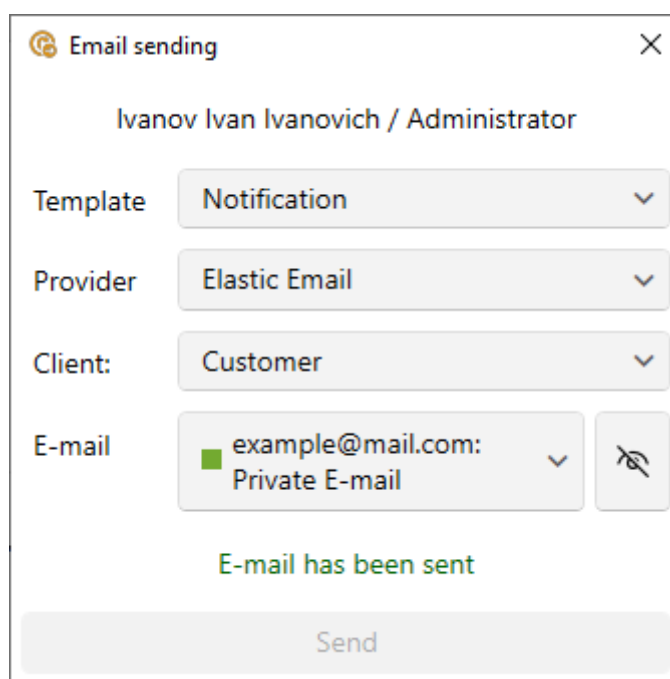 Email sending
Ivanov Ivan Ivanovich / Administrator
Template
Notification
Provider
Elastic Email
Client:
Customer
E-mail
example@mail.com:
Private E-mail
E-mail has been sent
Send